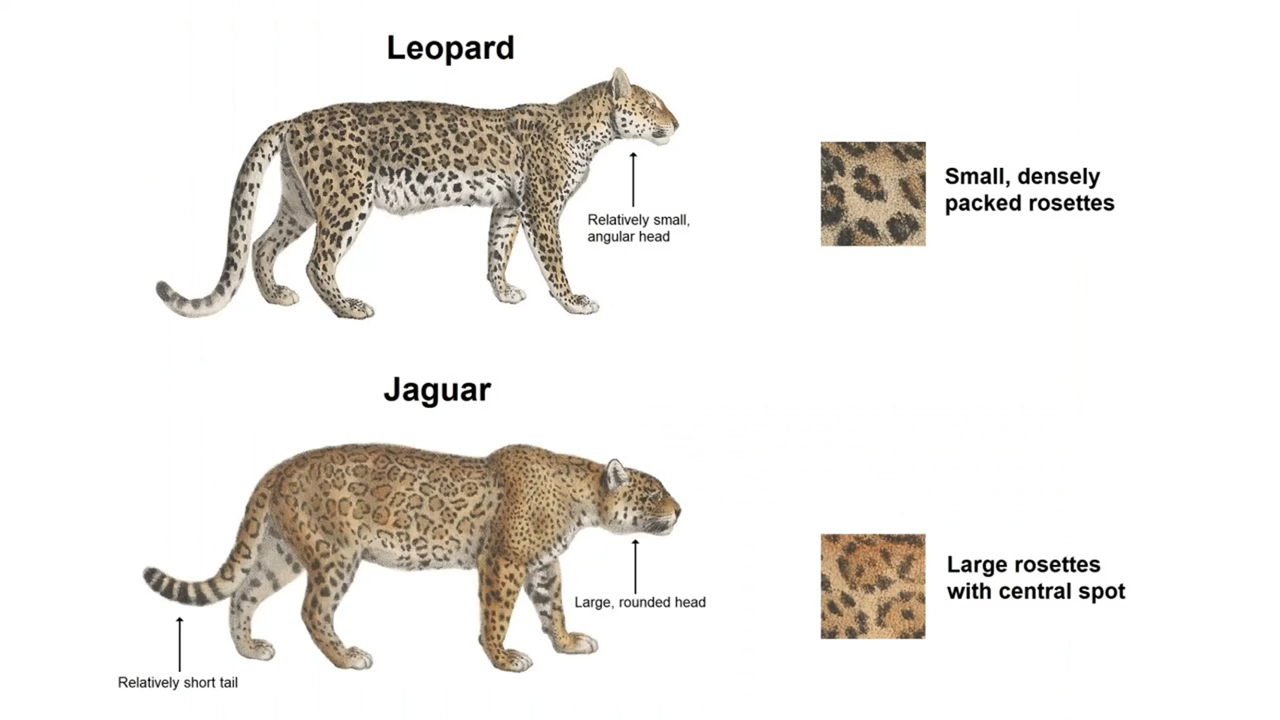 Leopard
Relatively small,
angular head
Small, densely
packed rosettes
Jaguar
Large, rounded head
Relatively short tail
Large rosettes
with central spot